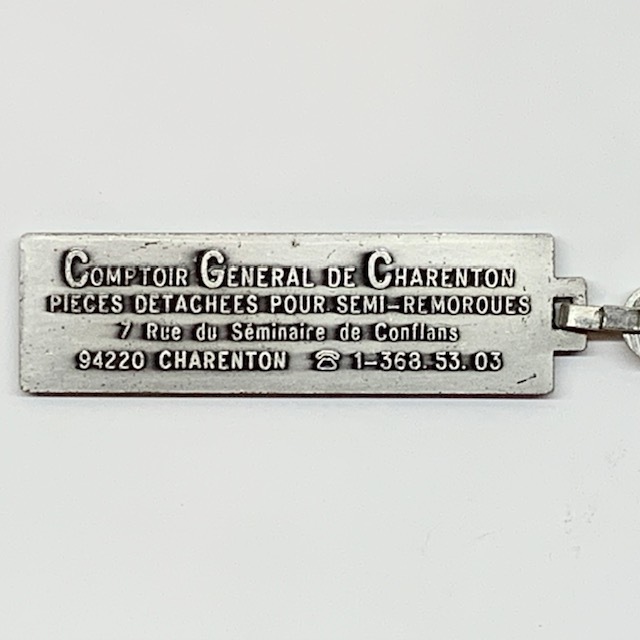 COMPTOIR GENERAL DE CHARENTON
PIECES DETACHEES POUR SEMI-REMORQUES
7 Rue du Séminaire de Conflans
94220 CHARENTON ☎ 1-368.53.03